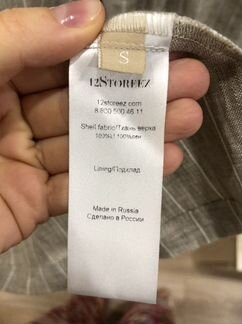 S
12STOREEZ
12storeez.com
8 800 500 46 11
Shell fabric/Ткань верха
Lining/Подклад
Made in Russia
Сделано в России